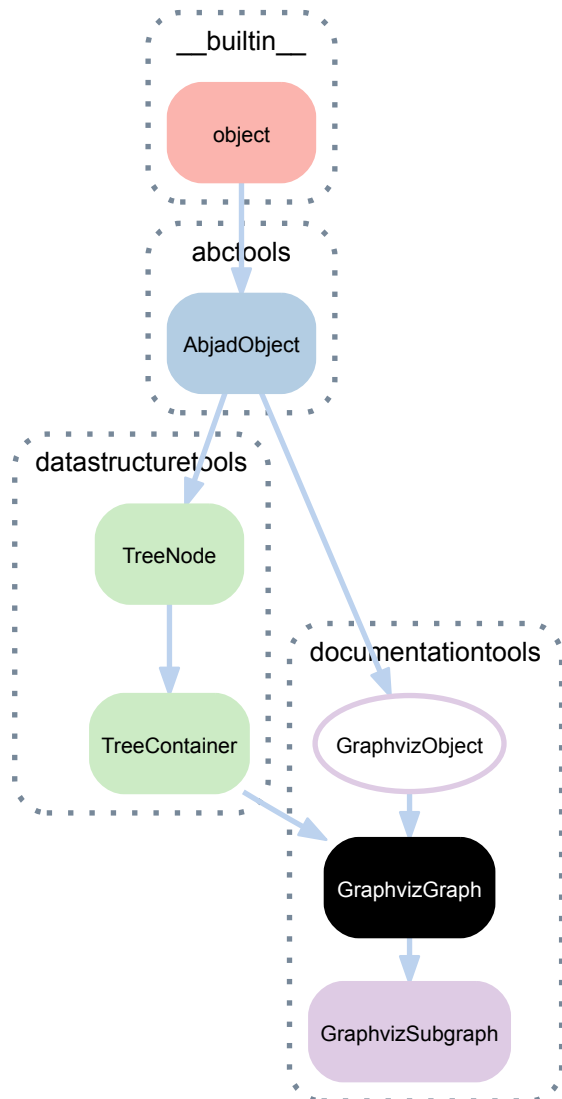 __builtin__
object
abctools
AbjadObject
datastructuretools
TreeNode
documentationtools
TreeContainer
GraphvizObject
GraphvizGraph
GraphvizSubgraph